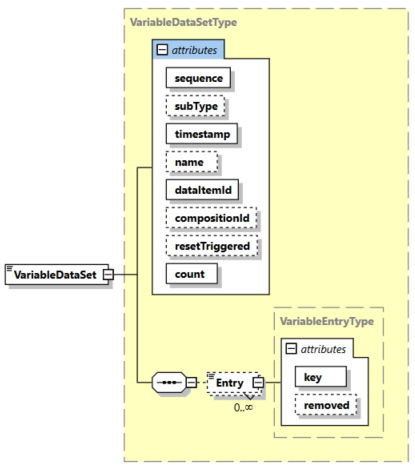 VariableDataSetType
attributes
sequence
subType
timestamp
name
dataItemId
compositionId
resetTriggered
count
VariableDataSet
VariableEntryType
attributes
Entry
key
0..∞
removed